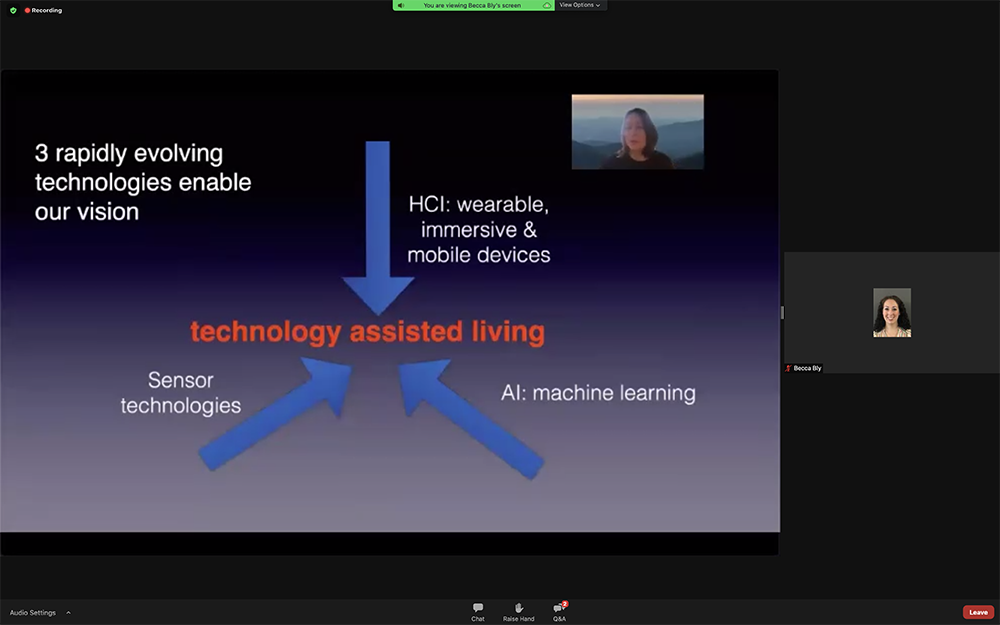 Recording
You are viewing Becca Bly's screen
View Options
3 rapidly evolving
technologies enable
our vision
HCI: wearable,
immersive &
mobile devices
technology assisted living
Sensor
technologies
AI: machine learning
Becca Bly
Audio Settings
Chat
Raise Hand
Q&A
2
Leave